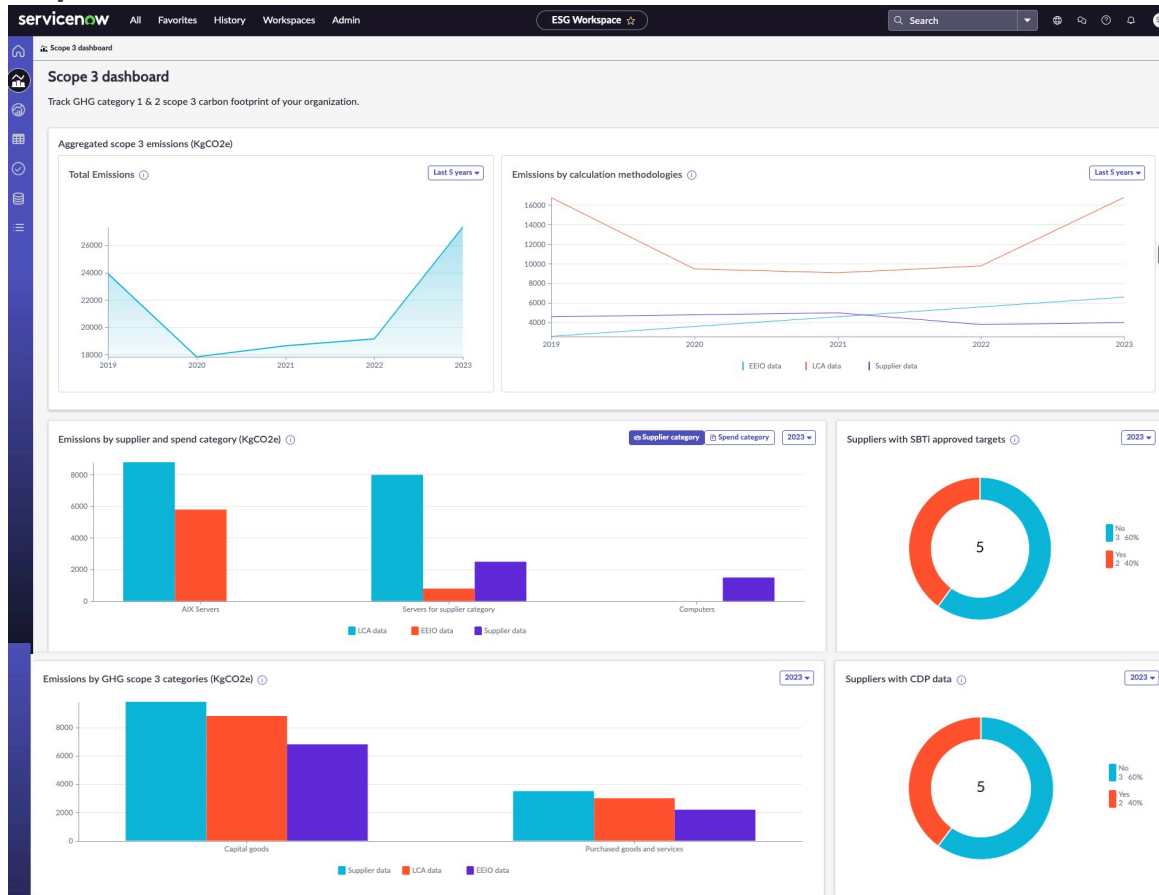 servicenow All Favorites History Workspaces Admin ESG Workspace ☆ Search
Scope 3 dashboard
Scope 3 dashboard
Track GHG category 1 & 2 scope 3 carbon footprint of your organization.
Aggregated scope 3 emissions (KgCO2e)
Total Emissions
Last 5 years
26000
24000
22000
20000
18000
2019 2020 2021 2022 2023
Emissions by calculation methodologies
Last 5 years
16000
14000
12000
10000
8000
6000
4000
2019 2020 2021 2022 2023
EEIO data LCA data Supplier data
Emissions by supplier and spend category (KgCO2e)
Supplier category Spend category 2023
8000
6000
4000
2000
0
AIX Servers Servers for supplier category Computers
LCA data EEIO data Supplier data
Suppliers with SBTi approved targets
2023
5
No
3 60%
Yes
2 40%
Emissions by GHG scope 3 categories (KgCO2e)
2023
8000
6000
4000
2000
0
Capital goods Purchased goods and services
Supplier data LCA data EEIO data
Suppliers with CDP data
2023
5
No
3 60%
Yes
2 40%